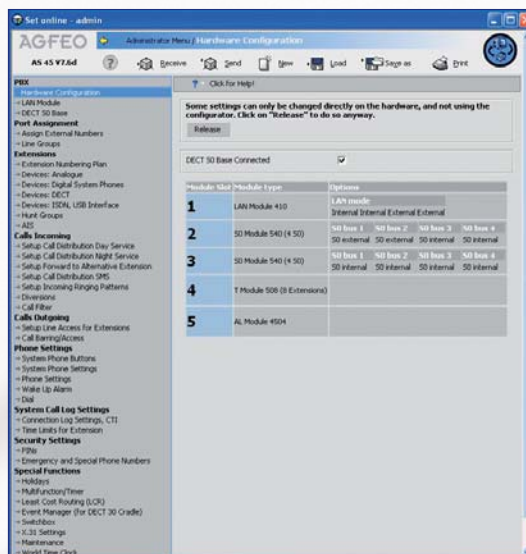 Set online - admin
AGFEO
Administrator Menu / Hardware Configuration
AS 45 V7.6d
?
Receive
Send
New
Load
Save as
Print
PBX
Hardware Configuration
LAN Module
DECT 50 Base
Port Assignment
Assign External Numbers
Line Groups
Extensions
Extension Numbering Plan
Devices: Analogue
Devices: Digital System Phones
Devices: DECT
Devices: ISDN, USB Interface
Hunt Groups
AIS
Calls Incoming
Setup Call Distribution Day Service
Setup Call Distribution Night Service
Setup Forward to Alternative Extension
Setup Call Distribution SMS
Setup Incoming Ringing Patterns
Diversions
Call Filter
Calls Outgoing
Setup Line Access for Extensions
Call Barring/Access
Phone Settings
System Phone Buttons
System Phone Settings
Phone Settings
Wake Up Alarm
Dial
System Call Log Settings
Connection Log Settings, CTI
Time Limits for Extension
Security Settings
PINs
Emergency and Special Phone Numbers
Special Functions
Holidays
Multifunction/Timer
Least Cost Routing (LCR)
Event Manager (for DECT 30 Cradle)
Switchbox
X.31 Settings
Maintenance
World Time Clock
? Click for Help!
Some settings can only be changed directly on the hardware, and not using the
configurator. Click on "Release" to do so anyway.
Release
DECT 50 Base Connected
Module Slot Module type Options
1 LAN Module 410 LAN mode
Internal Internal External External
2 S0 Module 540 (4 S0) S0 bus 1 S0 bus 2 S0 bus 3 S0 bus 4
S0 external S0 external S0 external S0 external
3 S0 Module 540 (4 S0) S0 bus 1 S0 bus 2 S0 bus 3 S0 bus 4
S0 internal S0 internal S0 internal S0 internal
4 T Module 508 (8 Extensions)
5 AL Module 4504